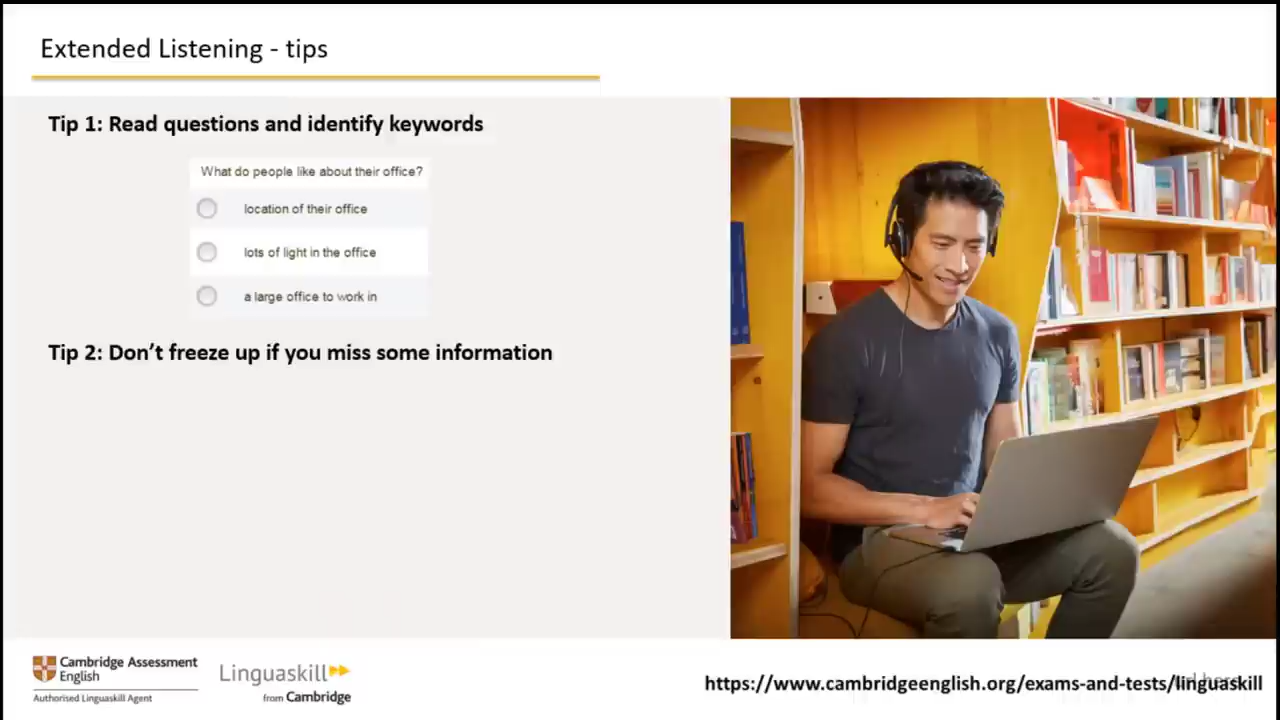 Extended Listening - tips
Tip 1: Read questions and identify keywords
What do people like about their office?
location of their office
lots of light in the office
a large office to work in
Tip 2: Don’t freeze up if you miss some information
Cambridge Assessment
English
Authorised Linguaskill Agent
Linguaskill
from Cambridge
https://www.cambridgeenglish.org/exams-and-tests/linguaskill